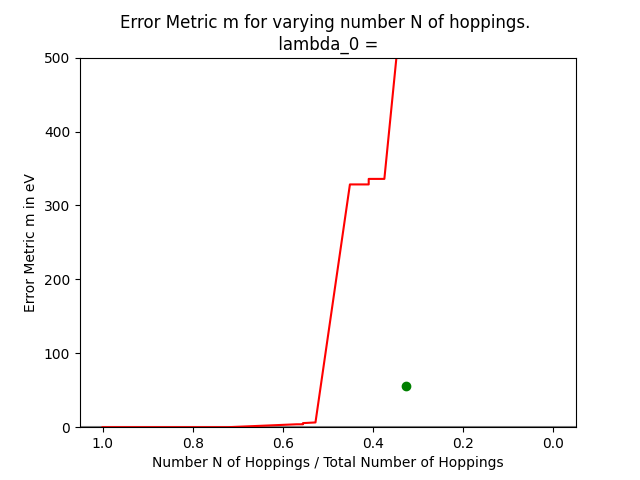 Error Metric m for varying number N of hoppings.
lambda_0 =
500
400
300
200
100
0
Error Metric m in eV
1.0 0.8 0.6 0.4 0.2 0.0
Number N of Hoppings / Total Number of Hoppings